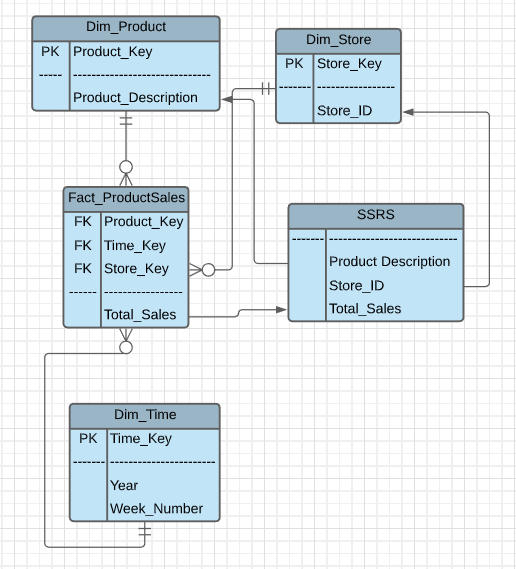 Dim_Product
PK Product_Key
----- ------------------------------
Product_Description
Dim_Store
PK Store_Key
------- -----------------
Store_ID
Fact_ProductSales
FK Product_Key
FK Time_Key
FK Store_Key
------ -----------------
Total_Sales
SSRS
------- ----------------------------
Product Description
Store_ID
Total_Sales
Dim_Time
PK Time_Key
------- -----------------------
Year
Week_Number